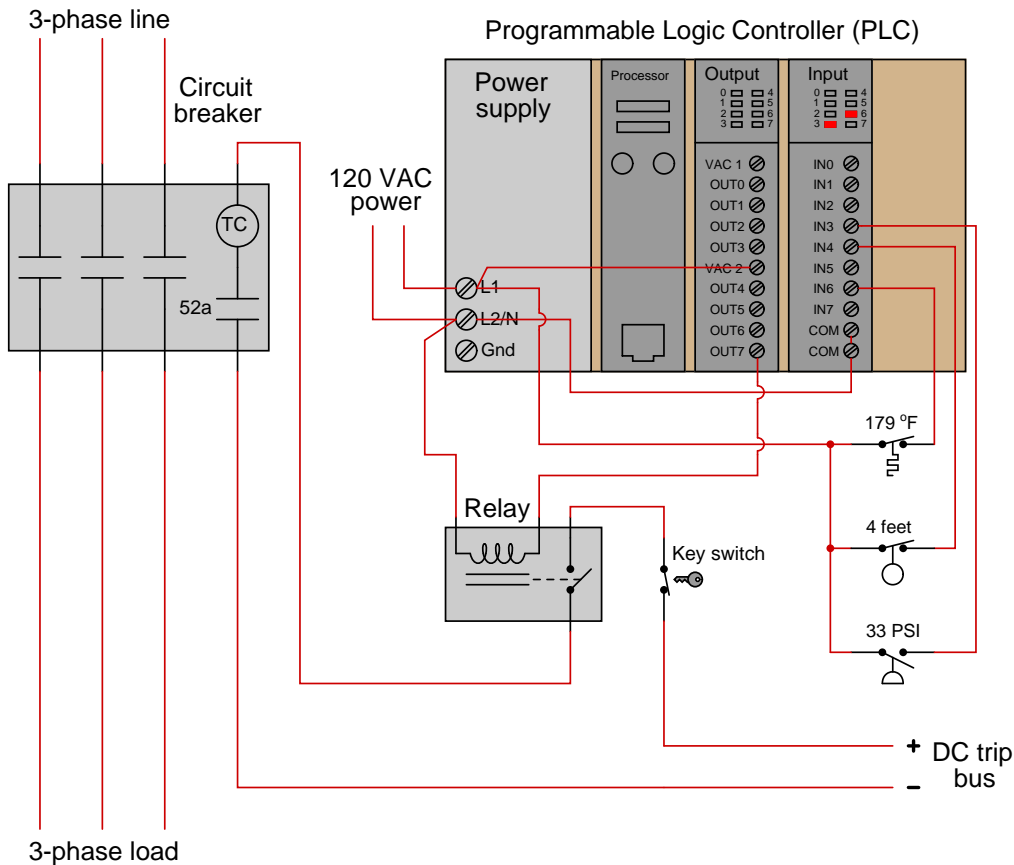 3-phase line
Programmable Logic Controller (PLC)
Circuit
breaker
Power
supply
Processor
Output
0 4
1 5
2 6
3 7
Input
0 4
1 5
2 6
3 7
120 VAC
power
VAC 1
OUT0
OUT1
OUT2
OUT3
VAC 2
OUT4
OUT5
OUT6
OUT7
IN0
IN1
IN2
IN3
IN4
IN5
IN6
IN7
COM
COM
TC
52a
L1
L2/N
Gnd
179 °F
Relay
4 feet
Key switch
33 PSI
+ DC trip
bus
–
3-phase load